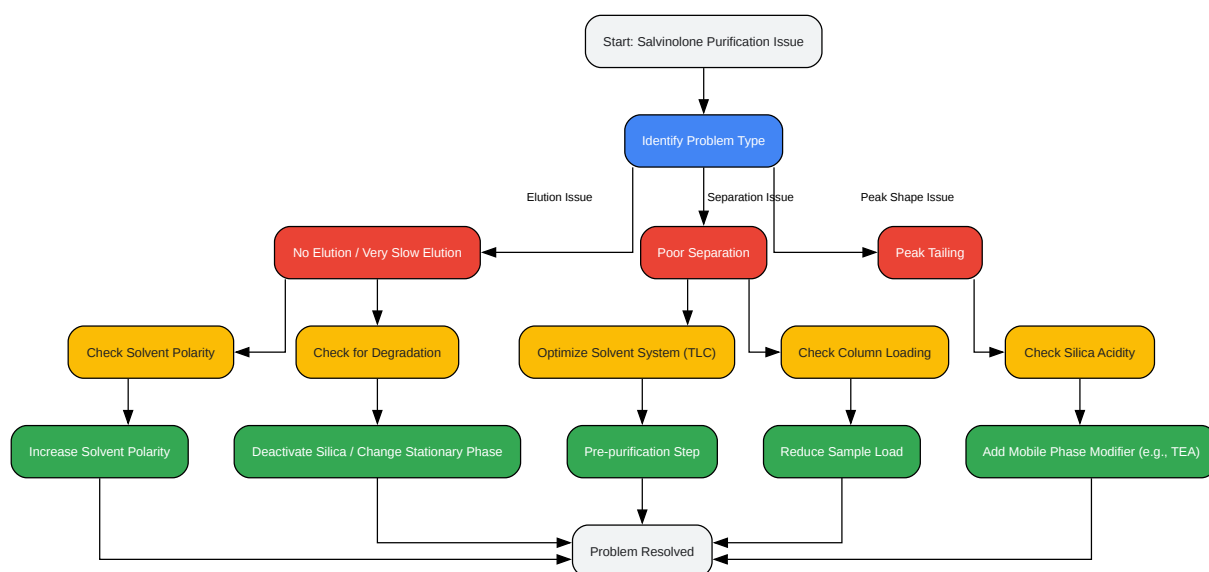 Start: Salvinolone Purification Issue
Identify Problem Type
Elution Issue
Separation Issue
Peak Shape Issue
No Elution / Very Slow Elution
Poor Separation
Peak Tailing
Check Solvent Polarity
Check for Degradation
Optimize Solvent System (TLC)
Check Column Loading
Check Silica Acidity
Increase Solvent Polarity
Deactivate Silica / Change Stationary Phase
Pre-purification Step
Reduce Sample Load
Add Mobile Phase Modifier (e.g., TEA)
Problem Resolved